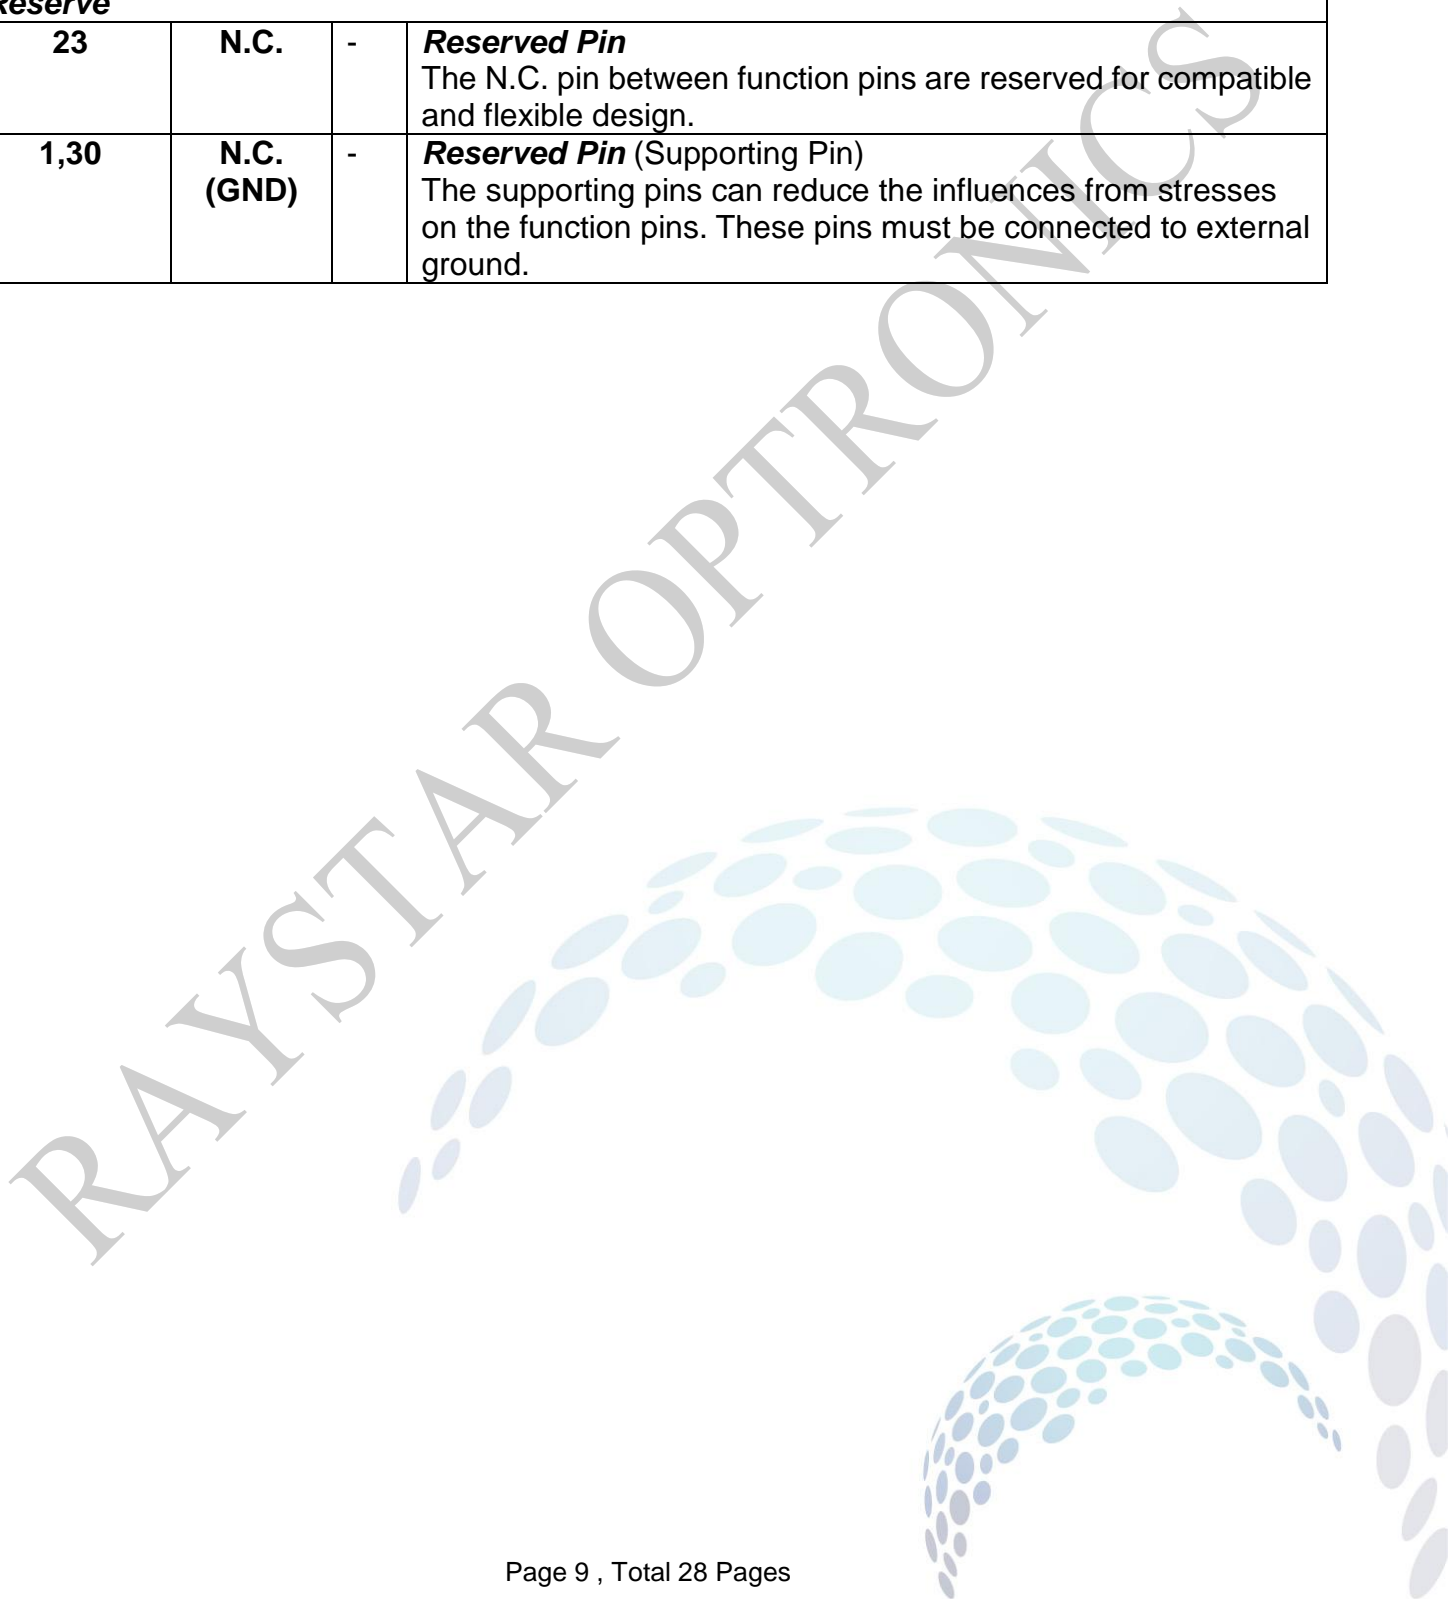 Reserve
23 N.C. - Reserved Pin
The N.C. pin between function pins are reserved for compatible
and flexible design.
1,30 N.C. - Reserved Pin (Supporting Pin)
(GND) The supporting pins can reduce the influences from stresses
on the function pins. These pins must be connected to external
ground.
RAYSTAR OPTRONICS
Page 9 , Total 28 Pages